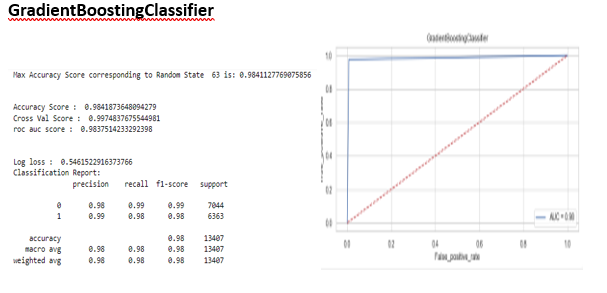 GradientBoostingClassifier
Max Accuracy Score corresponding to Random State  63 is: 0.9841127769075856
Accuracy Score :  0.9841873648094279
Cross Val Score :  0.9974837675544981
roc auc score :  0.9837514233292398
Log loss :  0.5461522916373766
Classification Report:
precision recall f1-score support
0 0.98 0.99 0.99 7044
1 0.99 0.98 0.98 6363
accuracy 0.98 13407
macro avg 0.98 0.98 0.98 13407
weighted avg 0.98 0.98 0.98 13407
GradientBoostingClassifier
1.0
0.8
0.6
0.4
0.2
0.0
AUC = 0.98
0.0 0.2 0.4 0.6 0.8 1.0
False_positive_rate